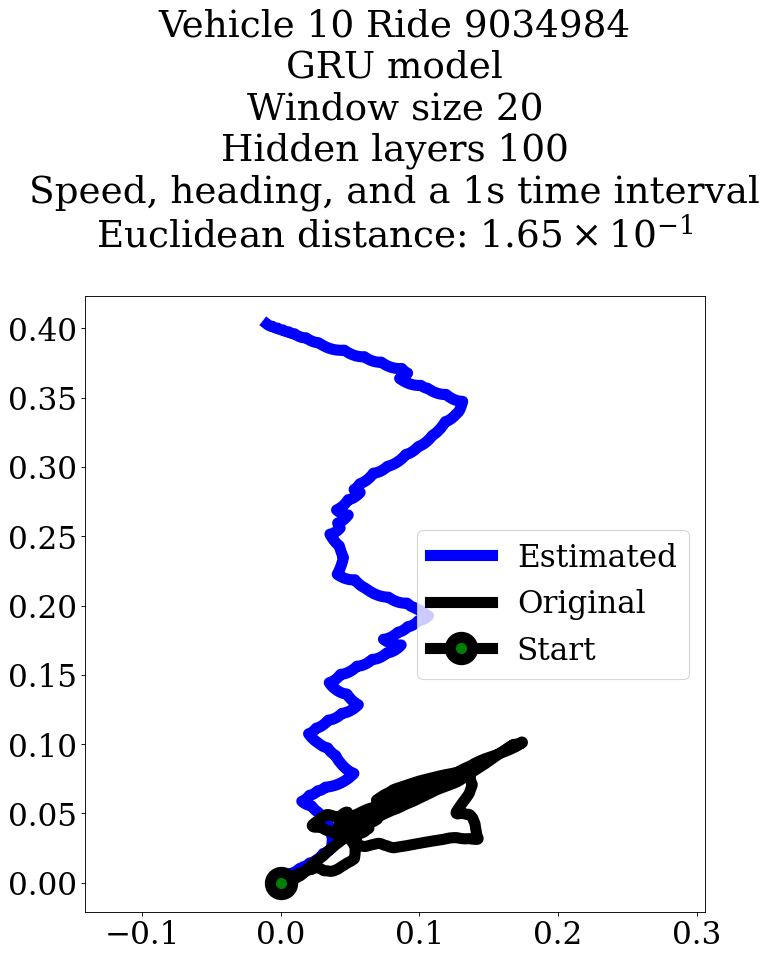 Vehicle 10 Ride 9034984
GRU model
Window size 20
Hidden layers 100
Speed, heading, and a 1s time interval
Euclidean distance: 1.65 × 10⁻¹
0.40
0.35
0.30
0.25
0.20
0.15
0.10
0.05
0.00
Estimated
Original
Start
−0.1 0.0 0.1 0.2 0.3